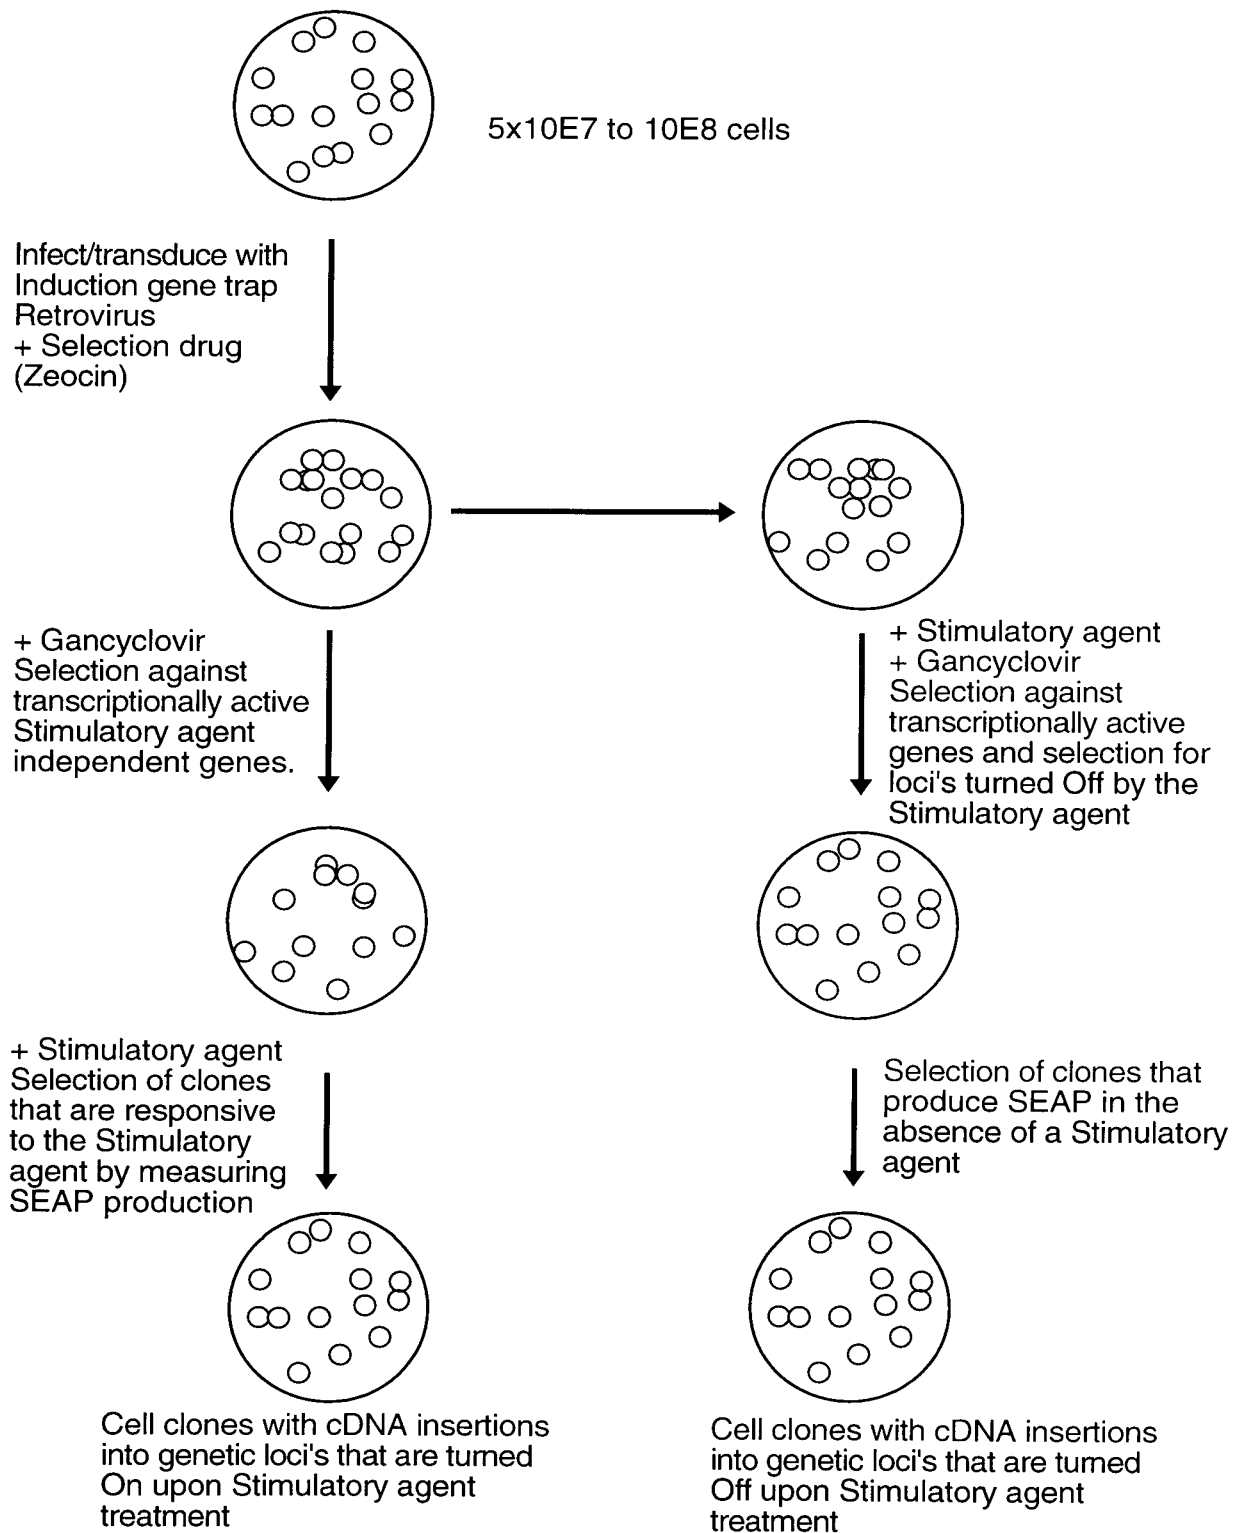 5x10E7 to 10E8 cells
Infect/transduce with
Induction gene trap
Retrovirus
+ Selection drug
(Zeocin)
+ Gancyclovir
Selection against
transcriptionally active
Stimulatory agent
independent genes.
+ Stimulatory agent
+ Gancyclovir
Selection against
transcriptionally active
genes and selection for
loci's turned Off by the
Stimulatory agent
+ Stimulatory agent
Selection of clones
that are responsive
to the Stimulatory
agent by measuring
SEAP production
Selection of clones that
produce SEAP in the
absence of a Stimulatory
agent
Cell clones with cDNA insertions
into genetic loci's that are turned
On upon Stimulatory agent
treatment
Cell clones with cDNA insertions
into genetic loci's that are turned
Off upon Stimulatory agent
treatment